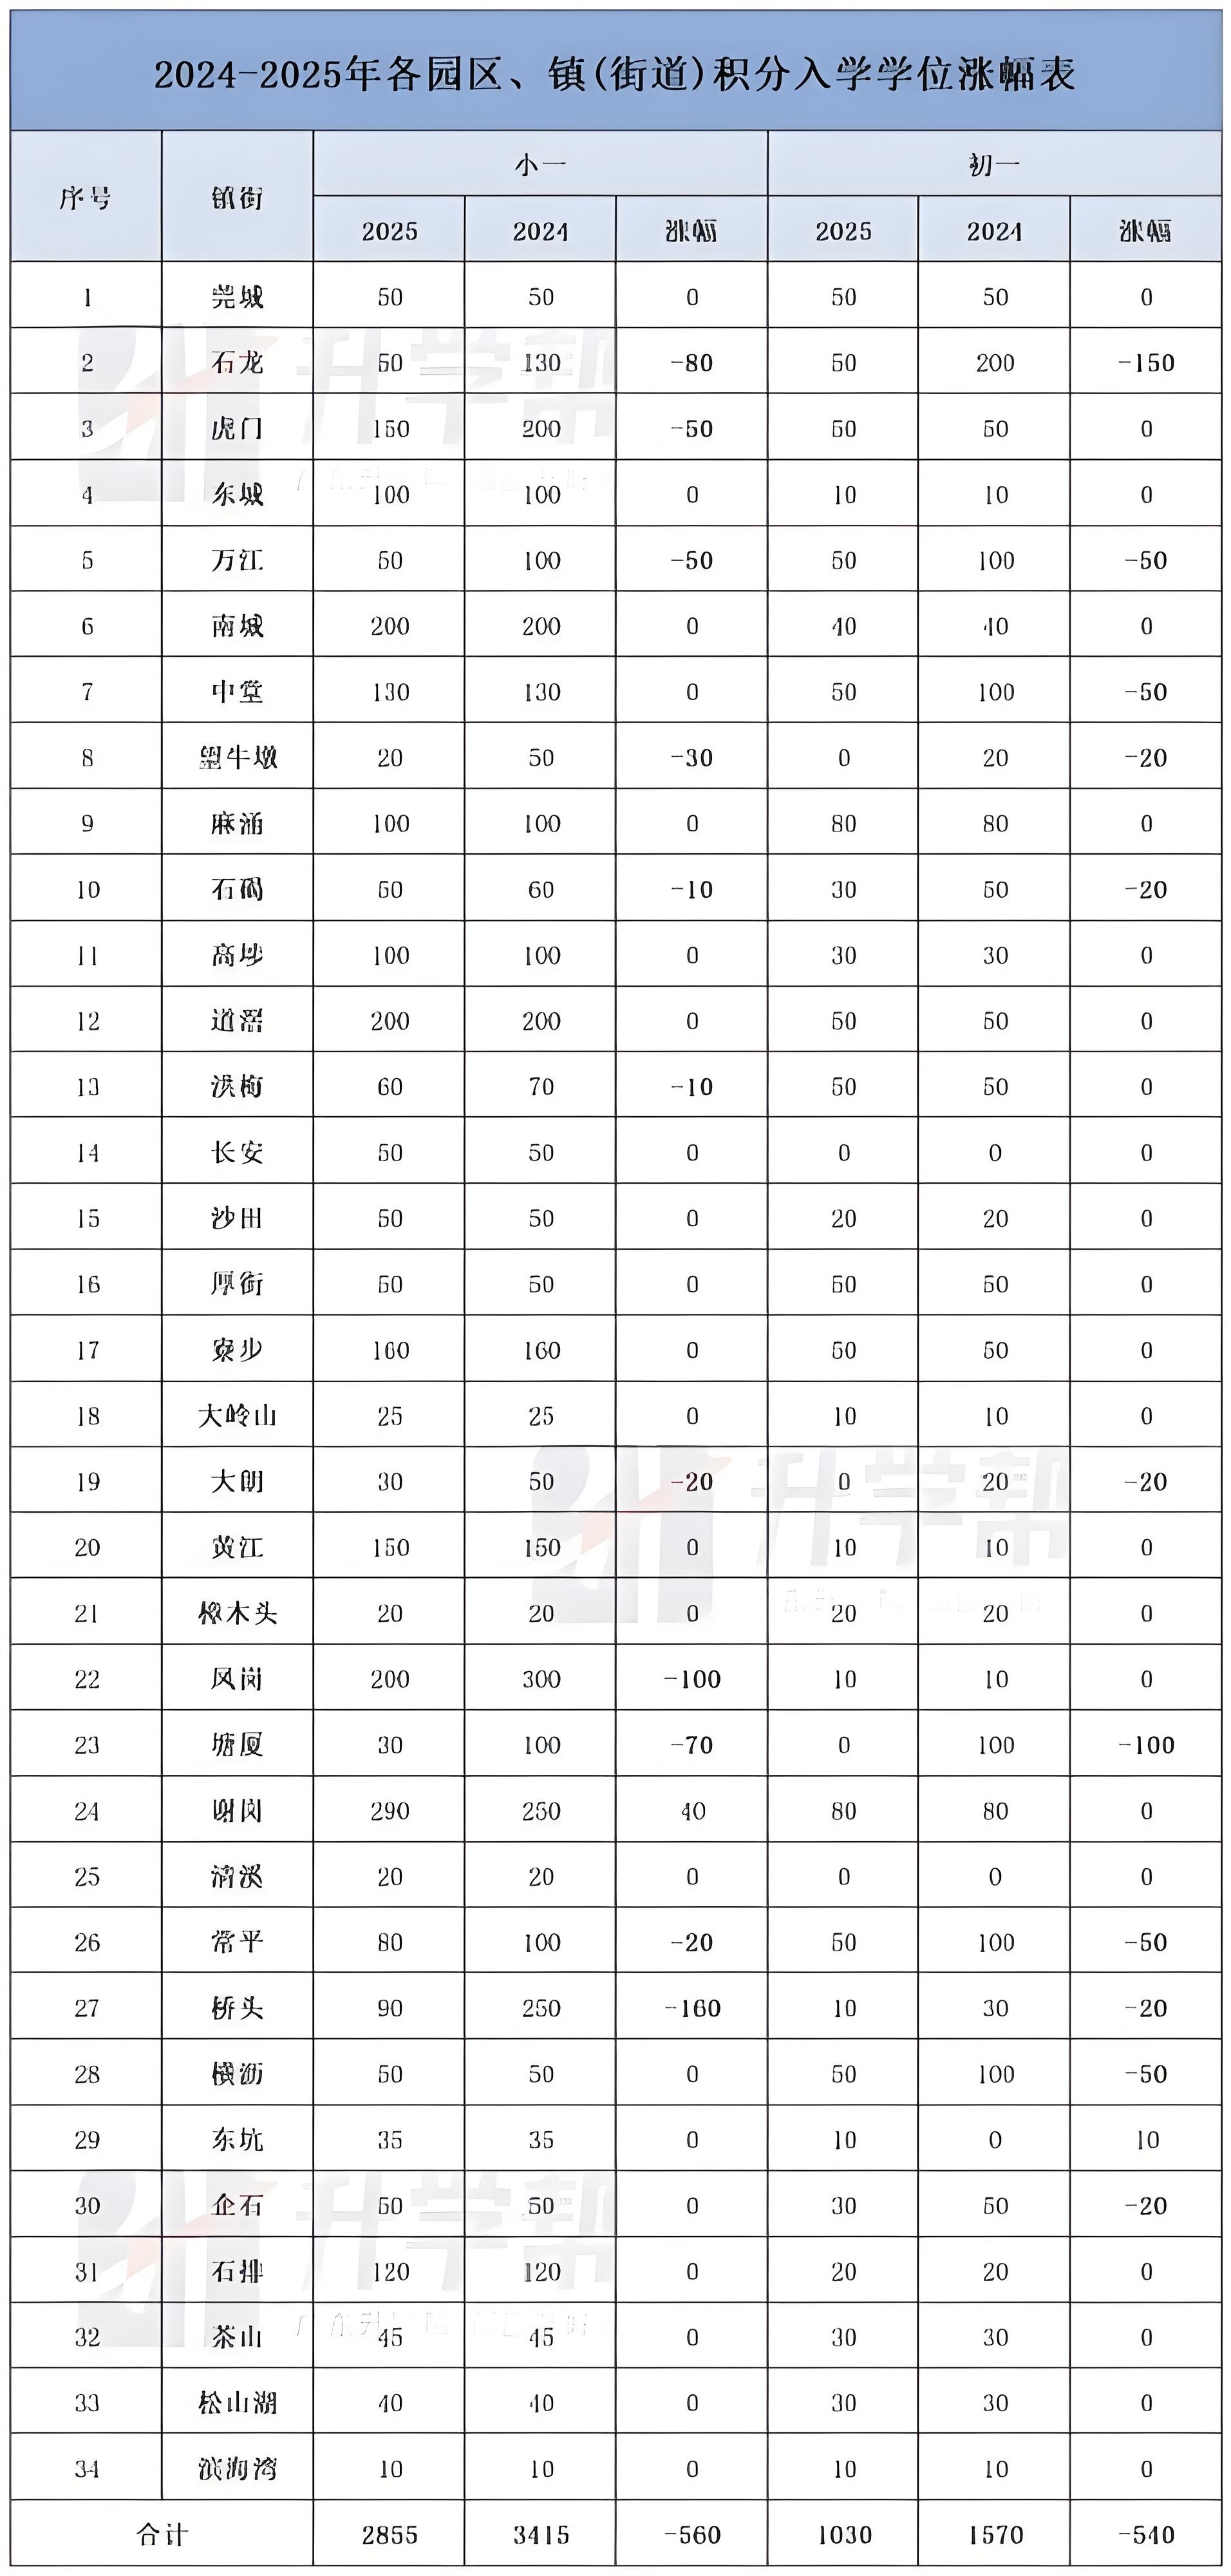 2024-2025年各园区、镇(街道)积分入学学位涨幅表
序号 镇街 小一 初一
2025 2024 涨幅 2025 2024 涨幅
1 莞城 50 50 0 50 50 0
2 石龙 50 130 -80 50 200 -150
3 虎门 150 200 -50 50 50 0
4 东城 100 100 0 10 10 0
5 万江 50 100 -50 50 100 -50
6 南城 200 200 0 40 40 0
7 中堂 130 130 0 50 100 -50
8 望牛墩 20 50 -30 0 20 -20
9 麻涌 100 100 0 80 80 0
10 石碣 50 60 -10 30 50 -20
11 高埗 100 100 0 30 30 0
12 道滘 200 200 0 50 50 0
13 洪梅 60 70 -10 50 50 0
14 长安 50 50 0 0 0 0
15 沙田 50 50 0 20 20 0
16 厚街 50 50 0 50 50 0
17 寮步 160 160 0 50 50 0
18 大岭山 25 25 0 10 10 0
19 大朗 30 50 -20 0 20 -20
20 黄江 150 150 0 10 10 0
21 樟木头 20 20 0 20 20 0
22 凤岗 200 300 -100 10 10 0
23 塘厦 30 100 -70 0 100 -100
24 谢岗 290 250 40 80 80 0
25 清溪 20 20 0 0 0 0
26 常平 80 100 -20 50 100 -50
27 桥头 90 250 -160 10 30 -20
28 横沥 50 50 0 50 100 -50
29 东坑 35 35 0 10 0 10
30 企石 50 50 0 30 50 -20
31 石排 120 120 0 20 20 0
32 茶山 45 45 0 30 30 0
33 松山湖 40 40 0 30 30 0
34 滨海湾 10 10 0 10 10 0
合计 2855 3415 -560 1030 1570 -540
升学帮
升学帮
升学帮